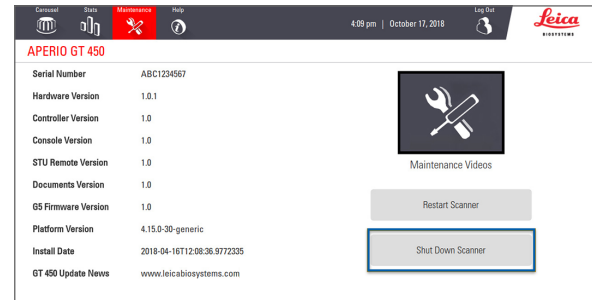 Carousel Stats Maintenance Help Log Out
4:09 pm | October 17, 2018
Leica
BIOSYSTEMS
APERIO GT 450
Serial Number ABC1234567
Hardware Version 1.0.1
Controller Version 1.0
Console Version 1.0
STU Remote Version 1.0
Documents Version 1.0
G5 Firmware Version 1.0
Platform Version 4.15.0-30-generic
Install Date 2018-04-16T12:08:36.9772335
GT 450 Update News www.leicabiosystems.com
Maintenance Videos
Restart Scanner
Shut Down Scanner